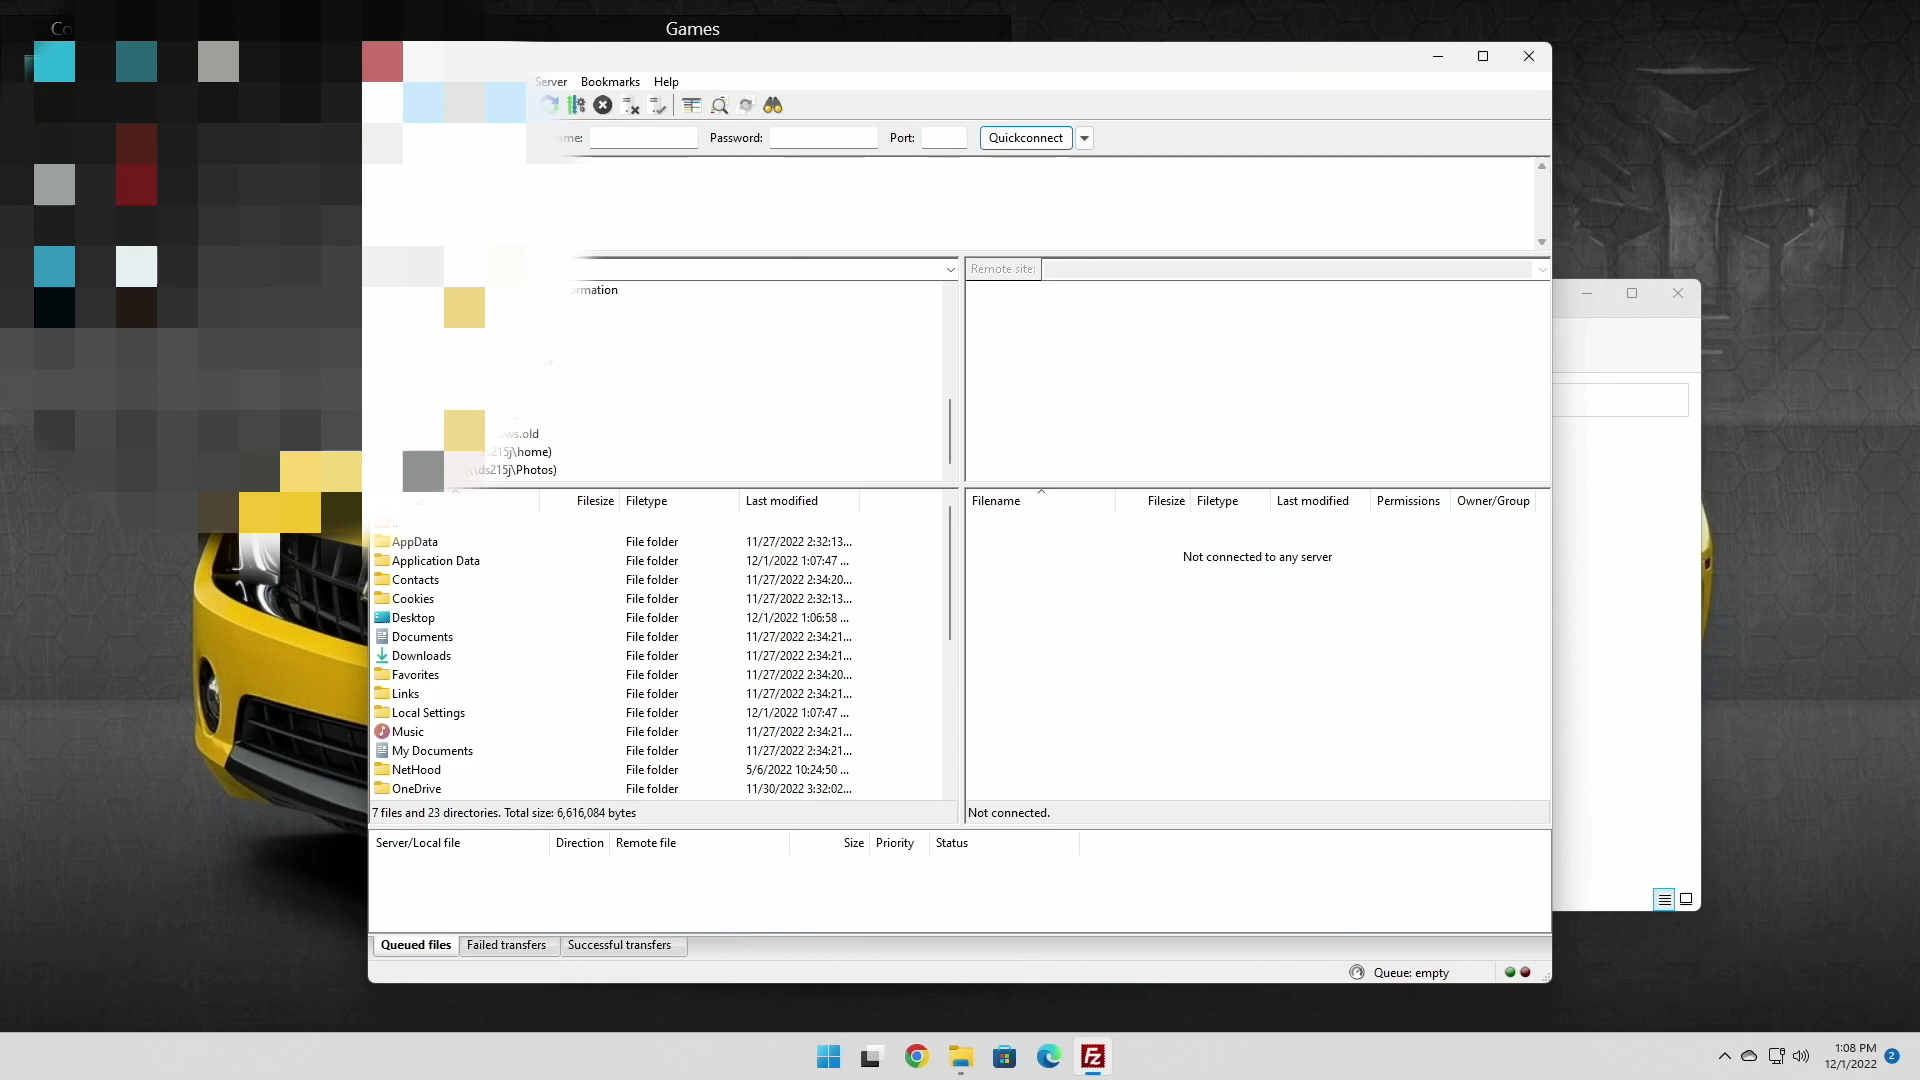 Games
Server Bookmarks Help
Password: Port: Quickconnect
Remote site:
ds215j\home)
(\\ds215j\Photos)
Filesize Filetype Last modified
Filename Filesize Filetype Last modified Permissions Owner/Group
..
AppData File folder 11/27/2022 2:32:13...
Application Data File folder 12/1/2022 1:07:47 ...
Contacts File folder 11/27/2022 2:34:20...
Cookies File folder 11/27/2022 2:32:13...
Desktop File folder 12/1/2022 1:06:58 ...
Documents File folder 11/27/2022 2:34:21...
Downloads File folder 11/27/2022 2:34:21...
Favorites File folder 11/27/2022 2:34:20...
Links File folder 11/27/2022 2:34:21...
Local Settings File folder 12/1/2022 1:07:47 ...
Music File folder 11/27/2022 2:34:21...
My Documents File folder 11/27/2022 2:34:21...
NetHood File folder 5/6/2022 10:24:50 ...
OneDrive File folder 11/30/2022 3:32:02...
7 files and 23 directories. Total size: 6,616,084 bytes
Not connected to any server
Not connected.
Server/Local file Direction Remote file Size Priority Status
Queued files Failed transfers Successful transfers
Queue: empty
Fz
1:08 PM
12/1/2022
2